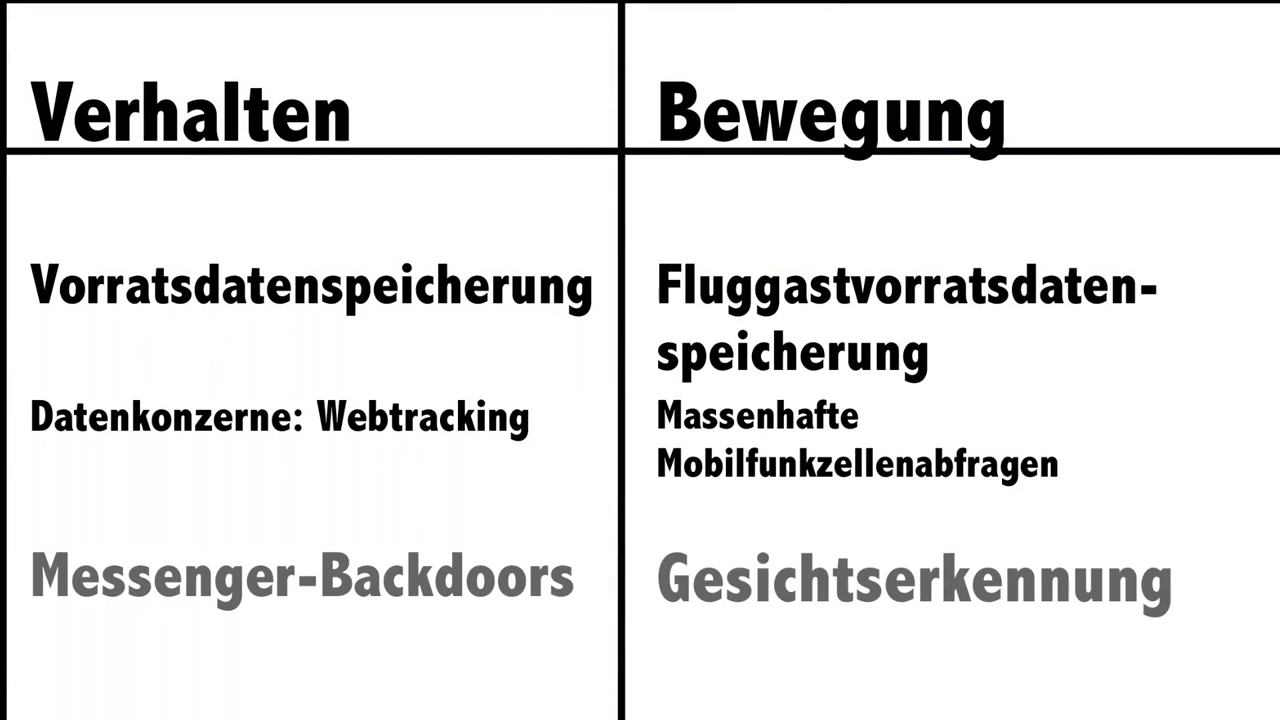 Verhalten
Bewegung
Vorratsdatenspeicherung
Datenkonzerne: Webtracking
Messenger-Backdoors
Fluggastvorratsdaten-
speicherung
Massenhafte
Mobilfunkzellenabfragen
Gesichtserkennung